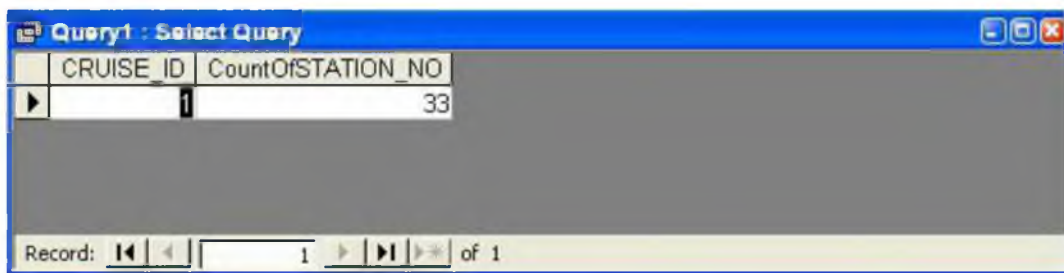 Query1 : Select Query
CRUISE_ID CountOfSTATION_NO
1 33
Record: 1 of 1